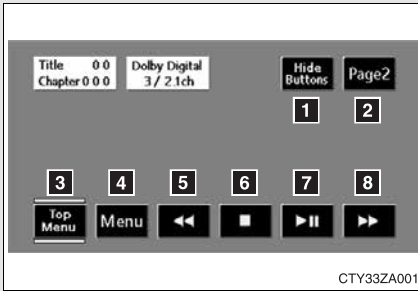 Title 0 0
Chapter 0 0 0
Dolby Digital
3 / 2.1ch
Hide
Buttons
Page2
1 2
3 4 5 6 7 8
Top
Menu
Menu
CTY33ZA001